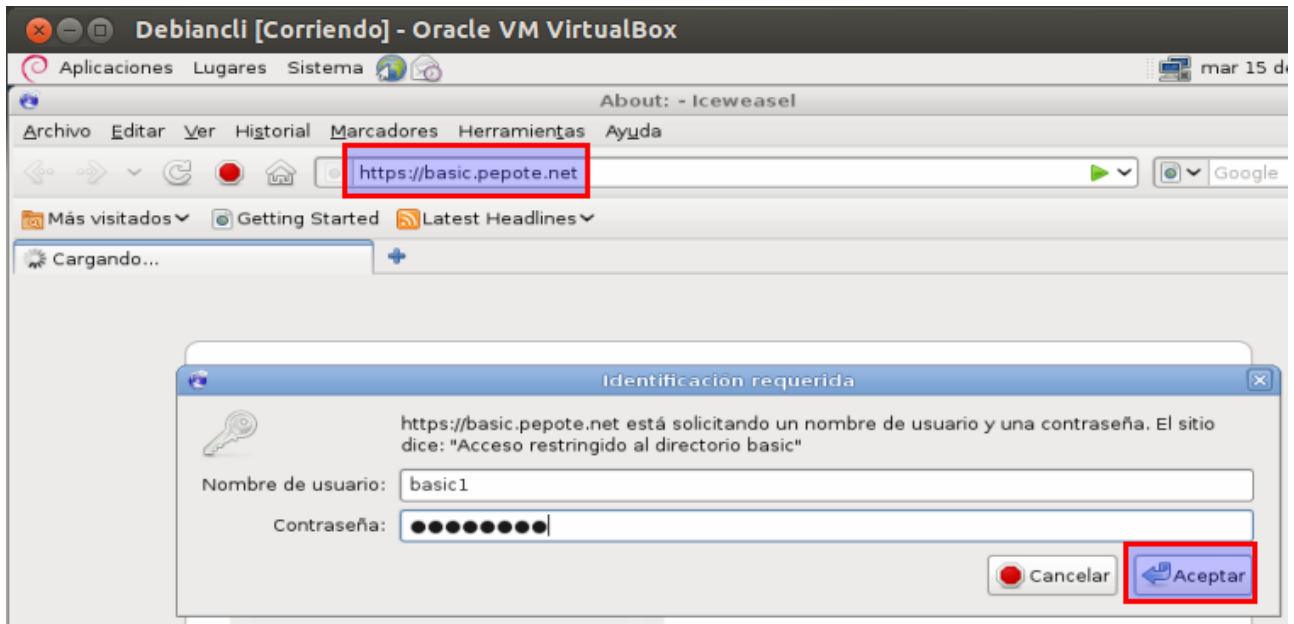 Debiancli [Corriendo] - Oracle VM VirtualBox
Aplicaciones Lugares Sistema mar 15 d
About: - Iceweasel
Archivo Editar Ver Historial Marcadores Herramientas Ayuda
https://basic.pepote.net Google
Más visitados Getting Started Latest Headlines
Cargando...
Identificación requerida
https://basic.pepote.net está solicitando un nombre de usuario y una contraseña. El sitio
dice: "Acceso restringido al directorio basic"
Nombre de usuario: basic1
Contraseña: ●●●●●●●●
Cancelar Aceptar